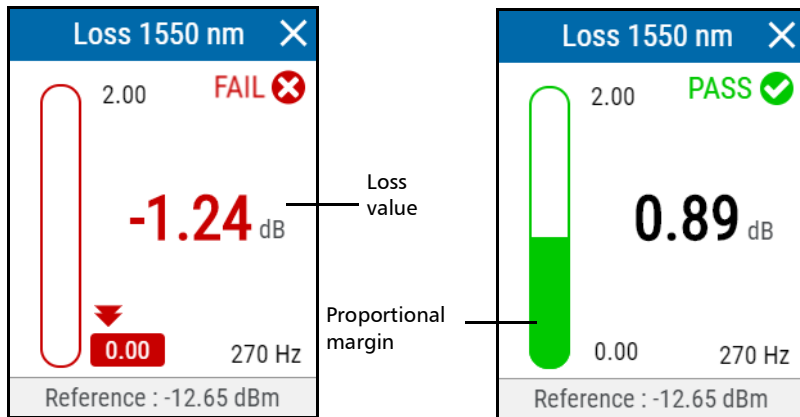 Loss 1550 nm
2.00
FAIL
-1.24 dB
0.00
270 Hz
Reference : -12.65 dBm
Loss
value
Proportional
margin
Loss 1550 nm
2.00
PASS
0.89 dB
0.00
270 Hz
Reference : -12.65 dBm